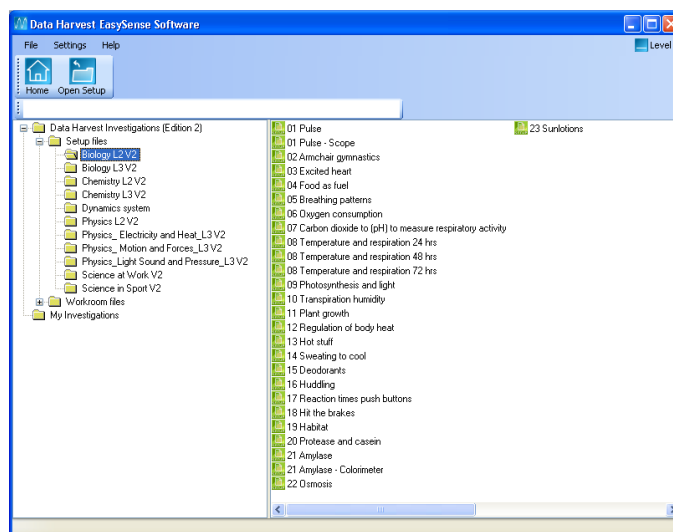 Data Harvest EasySense Software
File Settings Help
Level
Home Open Setup
Data Harvest Investigations (Edition 2)
Setup files
Biology L2 V2
Biology L3 V2
Chemistry L2 V2
Chemistry L3 V2
Dynamics system
Physics L2 V2
Physics_ Electricity and Heat_L3 V2
Physics_ Motion and Forces_L3 V2
Physics_Light Sound and Pressure_L3 V2
Science at Work V2
Science in Sport V2
Workroom files
My Investigations
01 Pulse
01 Pulse - Scope
02 Armchair gymnastics
03 Excited heart
04 Food as fuel
05 Breathing patterns
06 Oxygen consumption
07 Carbon dioxide to (pH) to measure respiratory activity
08 Temperature and respiration 24 hrs
08 Temperature and respiration 48 hrs
08 Temperature and respiration 72 hrs
09 Photosynthesis and light
10 Transpiration humidity
11 Plant growth
12 Regulation of body heat
13 Hot stuff
14 Sweating to cool
15 Deodorants
16 Huddling
17 Reaction times push buttons
18 Hit the brakes
19 Habitat
20 Protease and casein
21 Amylase
21 Amylase - Colorimeter
22 Osmosis
23 Sunlotions